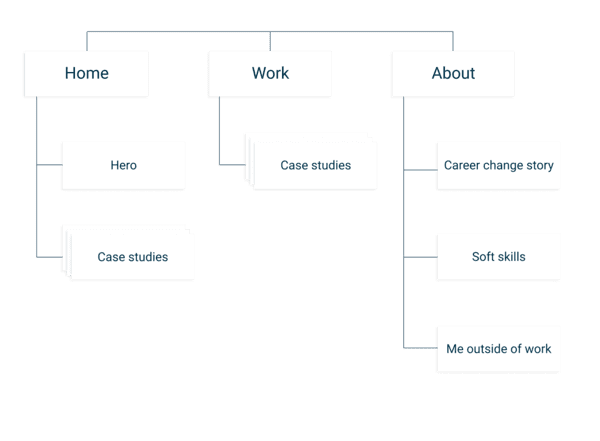 Home
Work
About
Hero
Case studies
Case studies
Career change story
Soft skills
Me outside of work